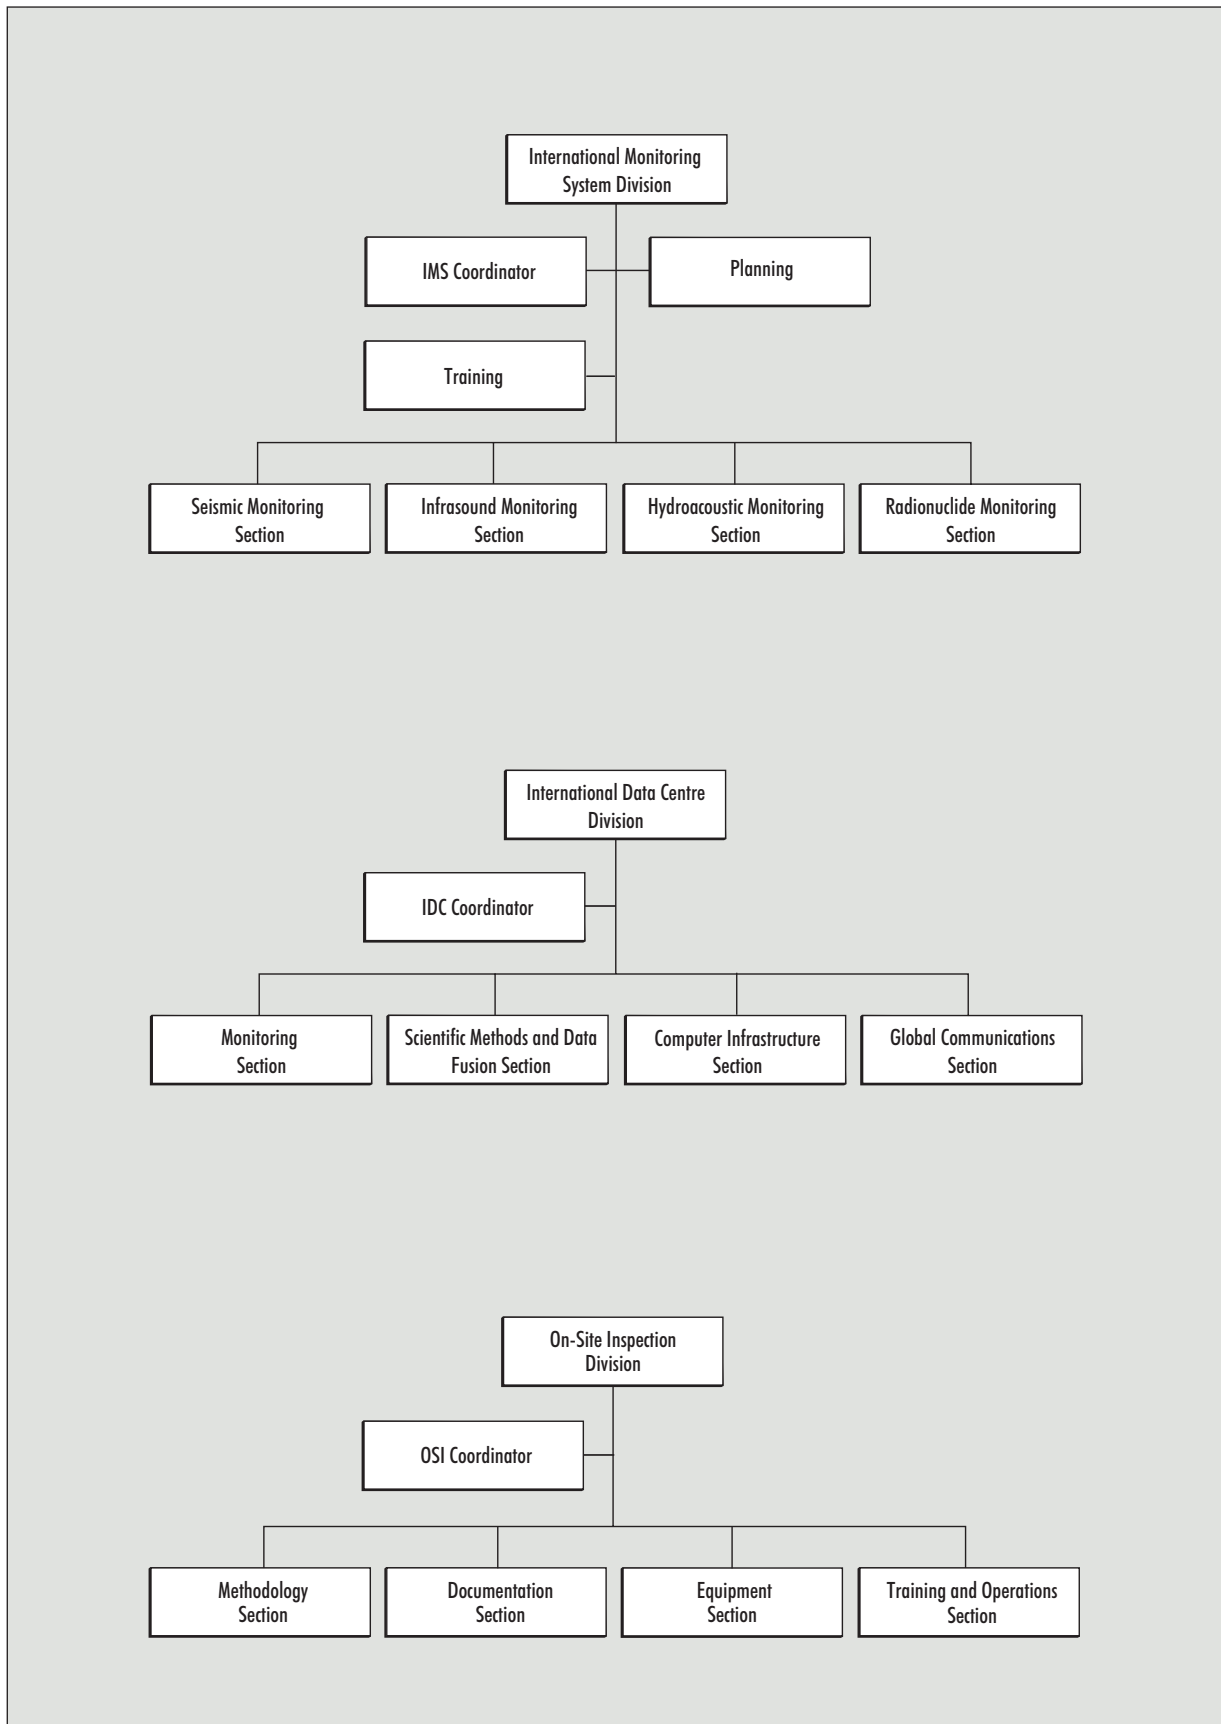 International Monitoring
System Division
IMS Coordinator
Planning
Training
Seismic Monitoring
Section
Infrasound Monitoring
Section
Hydroacoustic Monitoring
Section
Radionuclide Monitoring
Section
International Data Centre
Division
IDC Coordinator
Monitoring
Section
Scientific Methods and Data
Fusion Section
Computer Infrastructure
Section
Global Communications
Section
On-Site Inspection
Division
OSI Coordinator
Methodology
Section
Documentation
Section
Equipment
Section
Training and Operations
Section